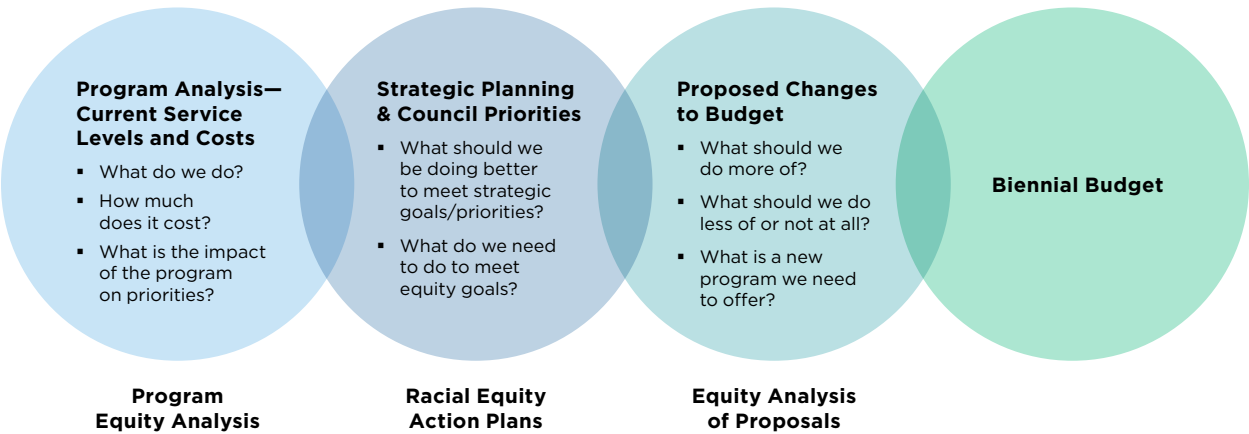 Program Analysis—
Current Service
Levels and Costs
▪ What do we do?
▪ How much
does it cost?
▪ What is the impact
of the program
on priorities?
Strategic Planning
& Council Priorities
▪ What should we
be doing better
to meet strategic
goals/priorities?
▪ What do we need
to do to meet
equity goals?
Proposed Changes
to Budget
▪ What should we
do more of?
▪ What should we do
less of or not at all?
▪ What is a new
program we need
to offer?
Biennial Budget
Program
Equity Analysis
Racial Equity
Action Plans
Equity Analysis
of Proposals